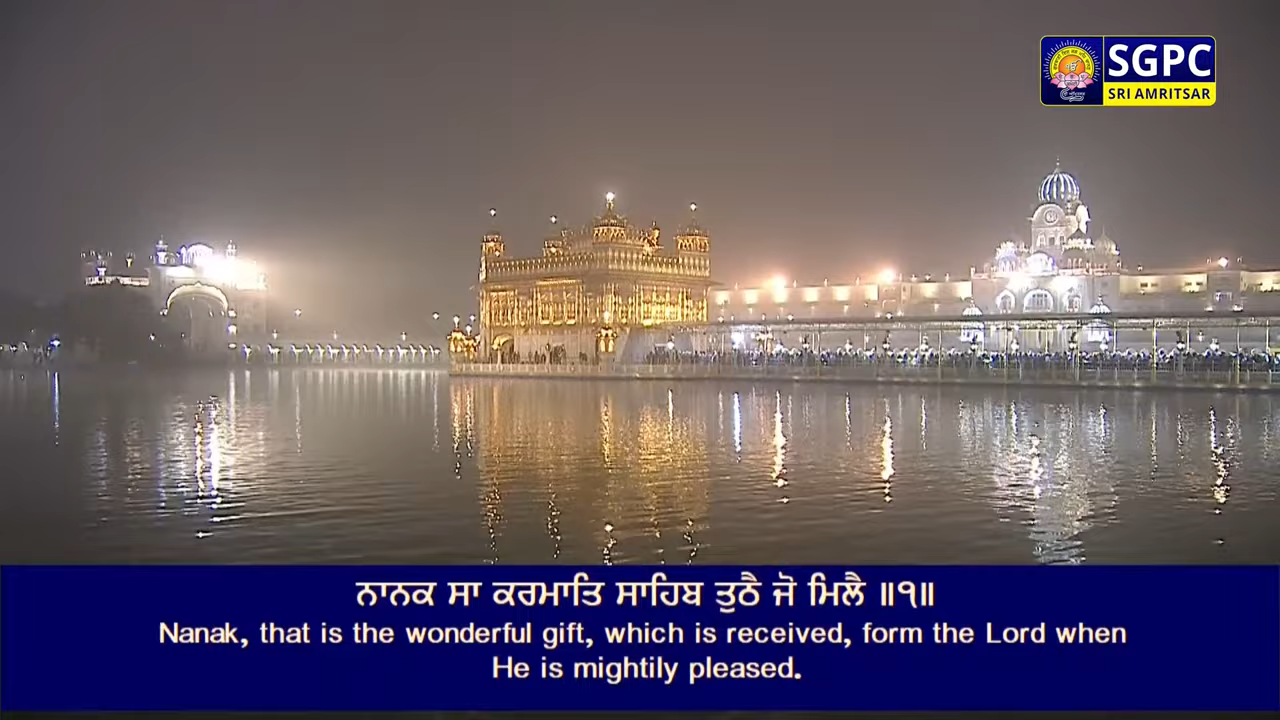 SGPC
SRI AMRITSAR
ਨਾਨਕ ਸਾ ਕਰਮਾਤਿ ਸਾਹਿਬ ਤੁਠੈ ਜੋ ਮਿਲੈ ॥੧॥
Nanak, that is the wonderful gift, which is received, form the Lord when
He is mightily pleased.